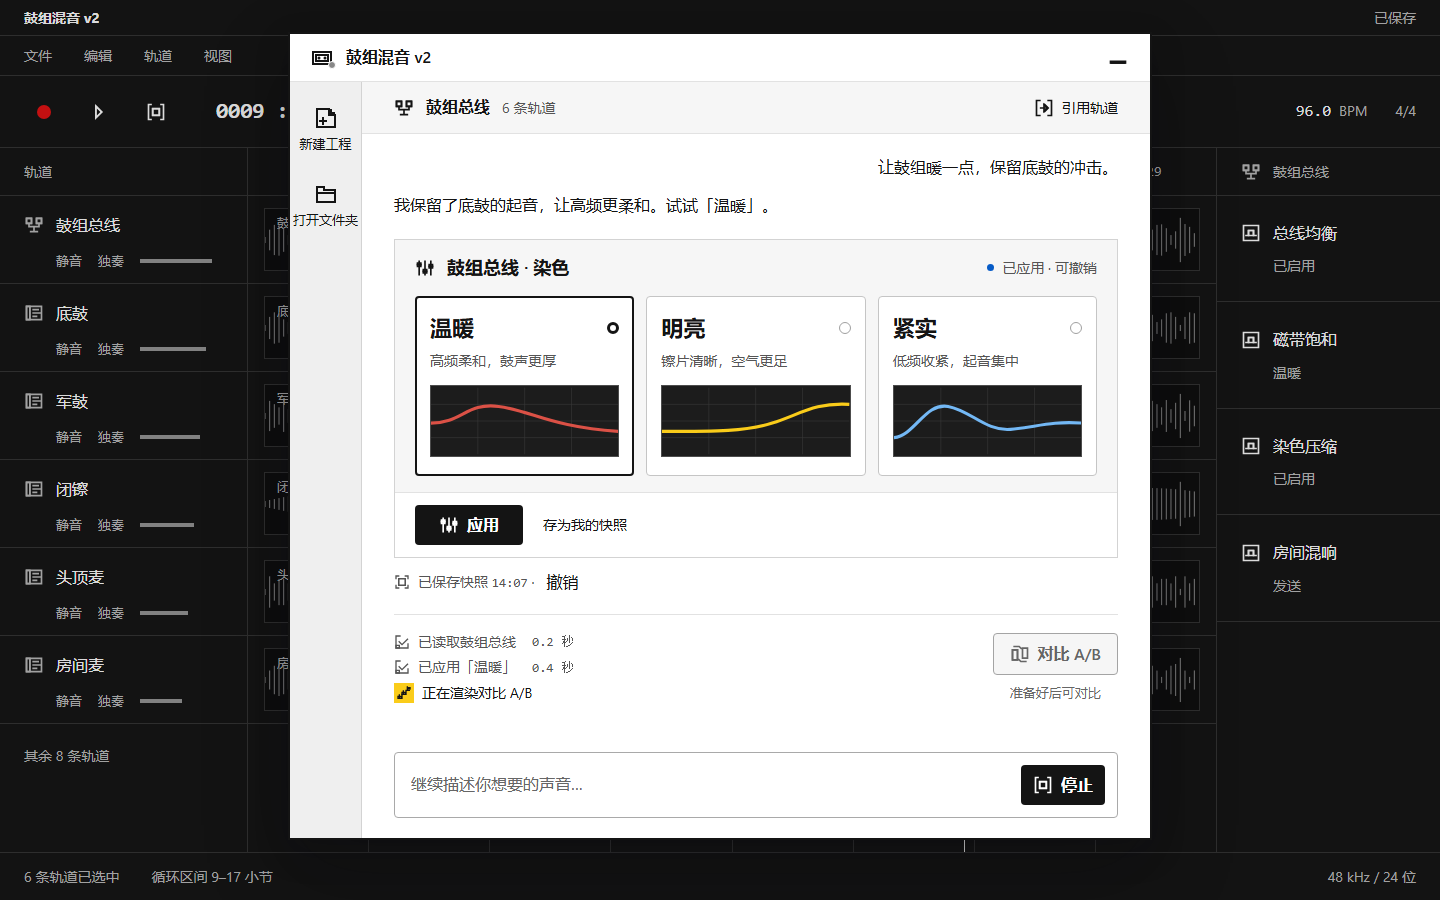 鼓组混音 v2
已保存
文件 编辑 轨道 视图
0009 :
96.0 BPM 4/4
轨道
鼓组总线
静音 独奏
底鼓
静音 独奏
军鼓
静音 独奏
闭镲
静音 独奏
头顶麦
静音 独奏
房间麦
静音 独奏
其余 8 条轨道
鼓
底
军
闭
头
房
鼓组混音 v2
新建工程
打开文件夹
鼓组总线 6 条轨道
引用轨道
让鼓组暖一点，保留底鼓的冲击。
我保留了底鼓的起音，让高频更柔和。试试「温暖」。
鼓组总线 · 染色
已应用 · 可撤销
温暖
高频柔和，鼓声更厚
明亮
镲片清晰，空气更足
紧实
低频收紧，起音集中
应用
存为我的快照
已保存快照 14:07 · 撤销
已读取鼓组总线 0.2 秒
已应用「温暖」 0.4 秒
正在渲染对比 A/B
对比 A/B
准备好后可对比
继续描述你想要的声音...
停止
鼓组总线
总线均衡
已启用
磁带饱和
温暖
染色压缩
已启用
房间混响
发送
6 条轨道已选中 循环区间 9–17 小节
48 kHz / 24 位